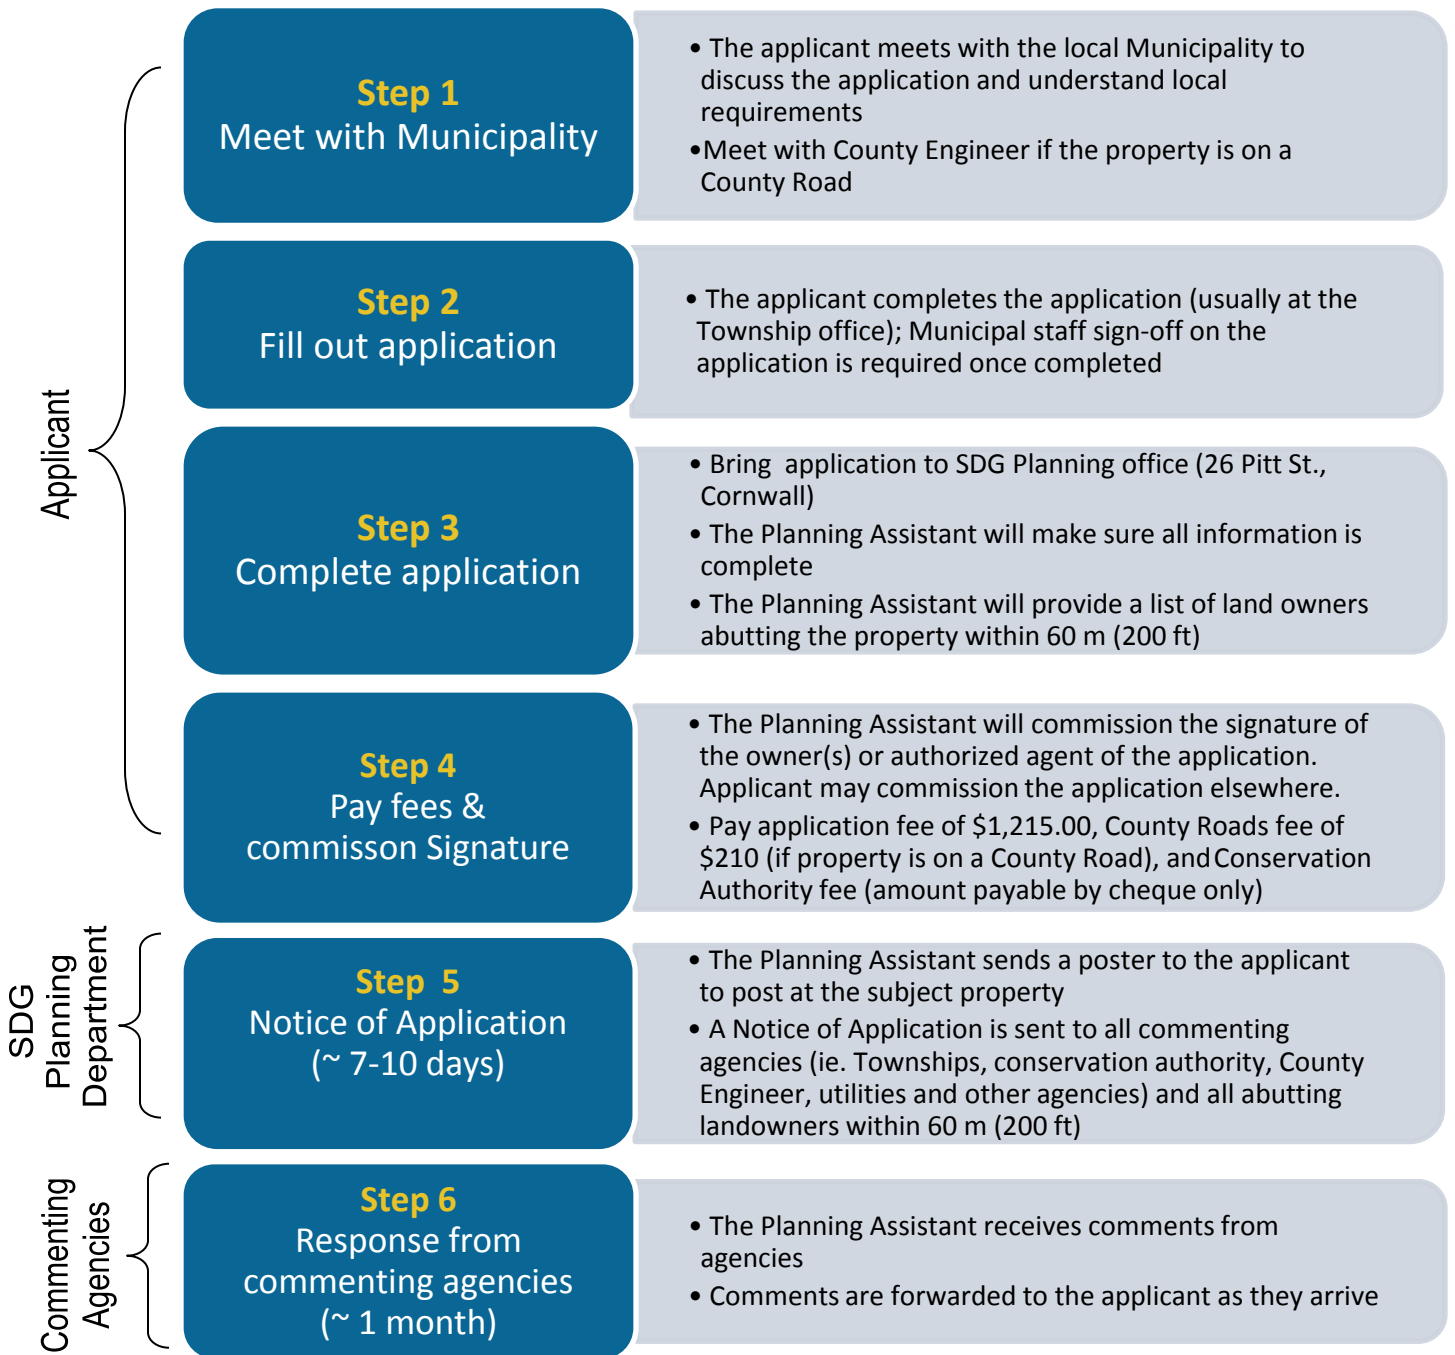 Applicant
Step 1
Meet with Municipality
• The applicant meets with the local Municipality to
discuss the application and understand local
requirements
•Meet with County Engineer if the property is on a
County Road
Step 2
Fill out application
• The applicant completes the application (usually at the
Township office); Municipal staff sign-off on the
application is required once completed
Step 3
Complete application
• Bring application to SDG Planning office (26 Pitt St.,
Cornwall)
• The Planning Assistant will make sure all information is
complete
• The Planning Assistant will provide a list of land owners
abutting the property within 60 m (200 ft)
Step 4
Pay fees &
commisson Signature
• The Planning Assistant will commission the signature of
the owner(s) or authorized agent of the application.
Applicant may commission the application elsewhere.
• Pay application fee of $1,215.00, County Roads fee of
$210 (if property is on a County Road), and Conservation
Authority fee (amount payable by cheque only)
SDG
Planning
Department
Step 5
Notice of Application
(~ 7-10 days)
• The Planning Assistant sends a poster to the applicant
to post at the subject property
• A Notice of Application is sent to all commenting
agencies (ie. Townships, conservation authority, County
Engineer, utilities and other agencies) and all abutting
landowners within 60 m (200 ft)
Commenting
Agencies
Step 6
Response from
commenting agencies
(~ 1 month)
• The Planning Assistant receives comments from
agencies
• Comments are forwarded to the applicant as they arrive